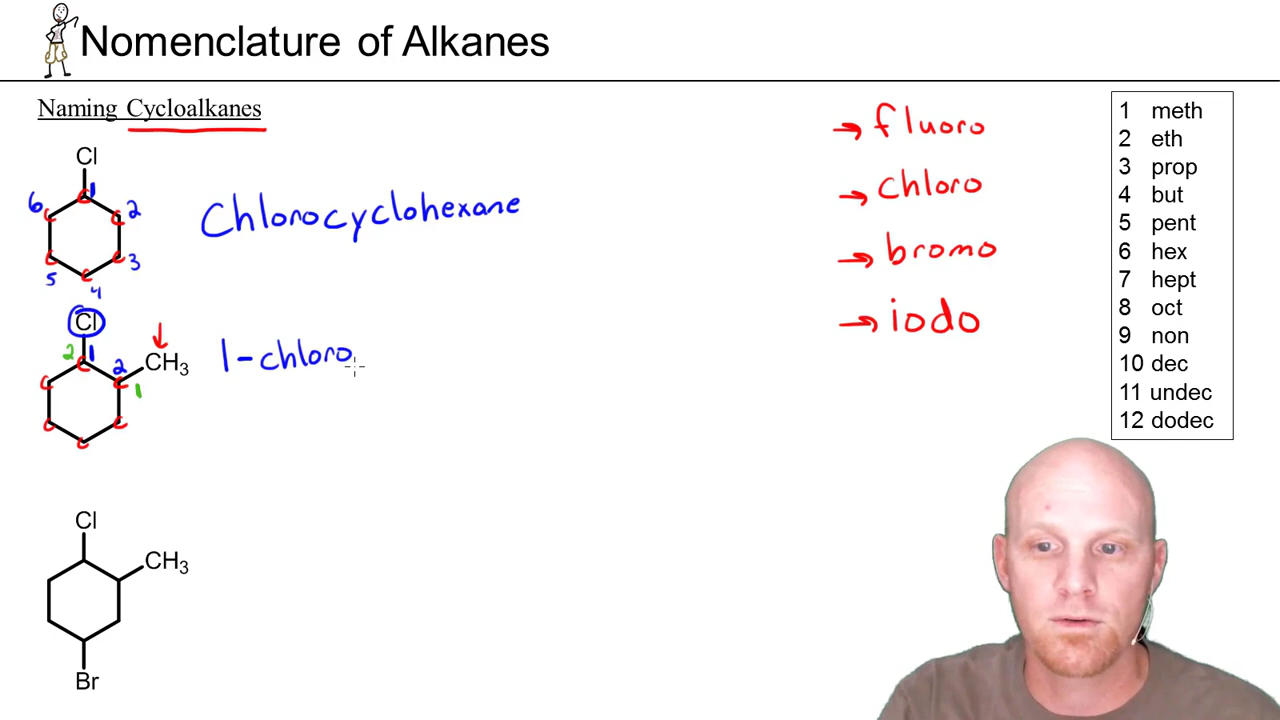 Nomenclature of Alkanes
Naming Cycloalkanes
Cl
1
6
2
5
3
4
Chlorocyclohexane
C
C
C
C
C
C
Cl
2
1
2
CH3
1
C
C
C
C
C
C
1-chloro
Cl
CH3
Br
→ fluoro
→ chloro
→ bromo
→ iodo
1 meth
2 eth
3 prop
4 but
5 pent
6 hex
7 hept
8 oct
9 non
10 dec
11 undec
12 dodec